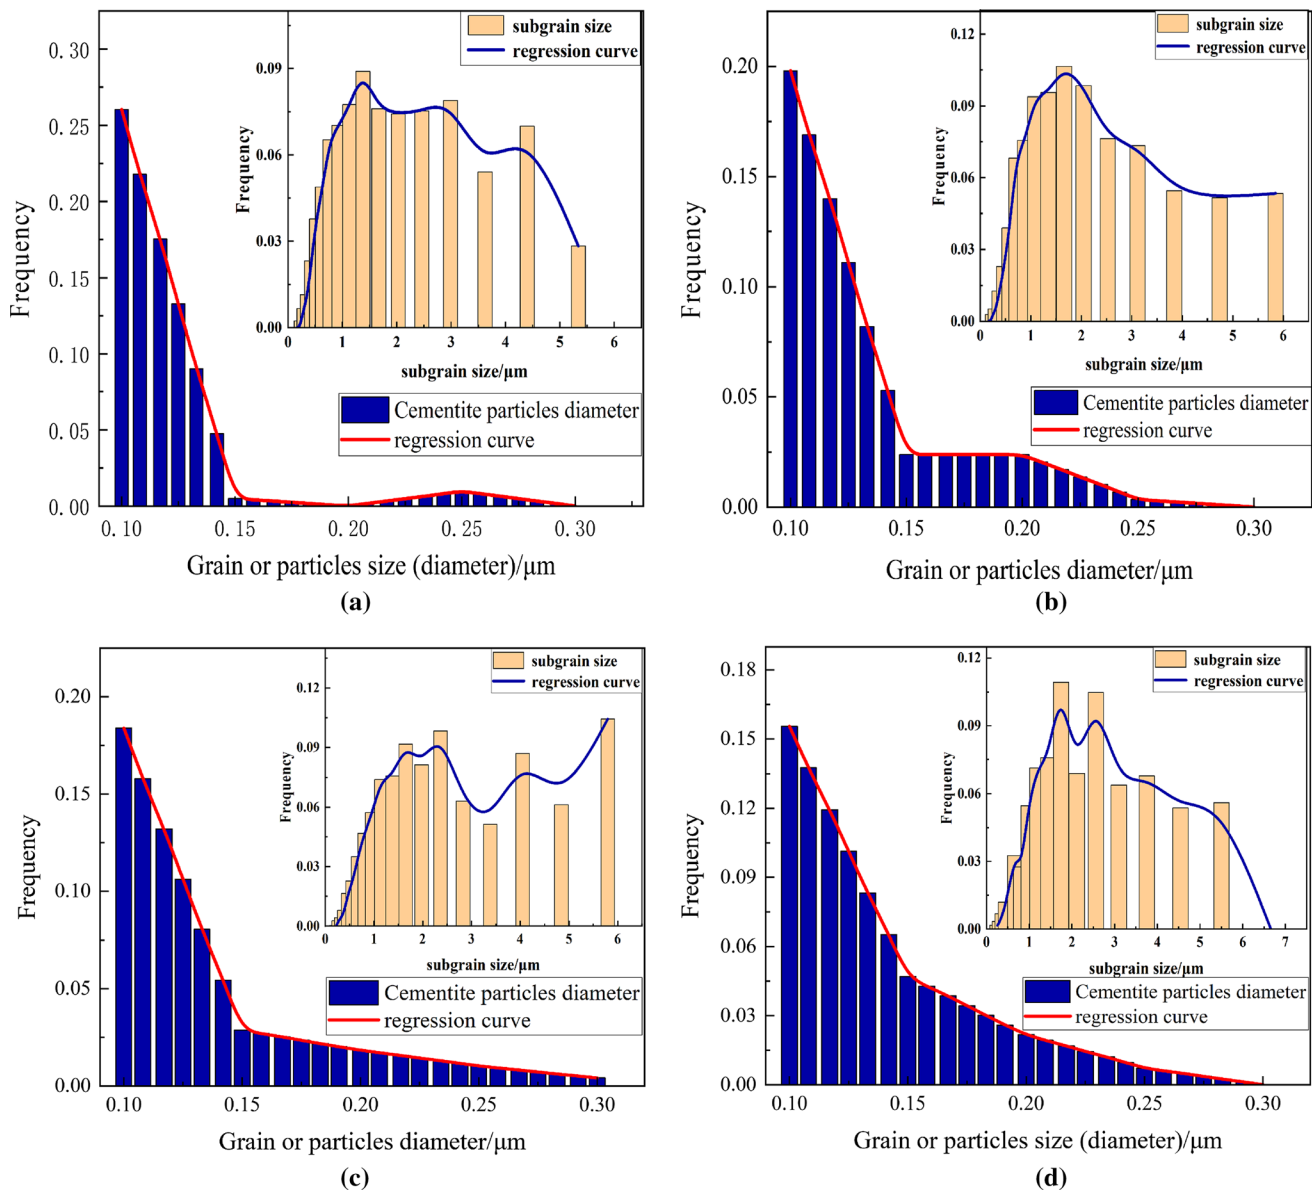 0.30
0.25
0.20
0.15
0.10
0.05
0.00
Frequency
0.10
0.15
0.20
0.25
0.30
Grain or particles size (diameter)/μm
subgrain size
regression curve
0.09
0.06
0.03
0.00
Frequency
0
1
2
3
4
5
6
subgrain size/μm
Cementite particles diameter
regression curve
(a)
0.20
0.15
0.10
0.05
0.00
Frequency
0.10
0.15
0.20
0.25
0.30
Grain or particles diameter/μm
subgrain size
regression curve
0.12
0.09
0.06
0.03
0.00
Frequency
0
1
2
3
4
5
6
subgrain size/μm
Cementite particles diameter
regression curve
(b)
0.20
0.15
0.10
0.05
0.00
Frequency
0.10
0.15
0.20
0.25
0.30
Grain or particles diameter/μm
subgrain size
regression curve
0.12
0.09
0.06
0.03
0.00
Frequency
0
1
2
3
4
5
6
subgrain size/μm
Cementite particles diameter
regression curve
(c)
0.18
0.15
0.12
0.09
0.06
0.03
0.00
Frequency
0.10
0.15
0.20
0.25
0.30
Grain or particles size (diameter)/μm
subgrain size
regression curve
0.12
0.09
0.06
0.03
0.00
Frequency
0
1
2
3
4
5
6
7
subgrain size/μm
Cementite particles diameter
regression curve
(d)